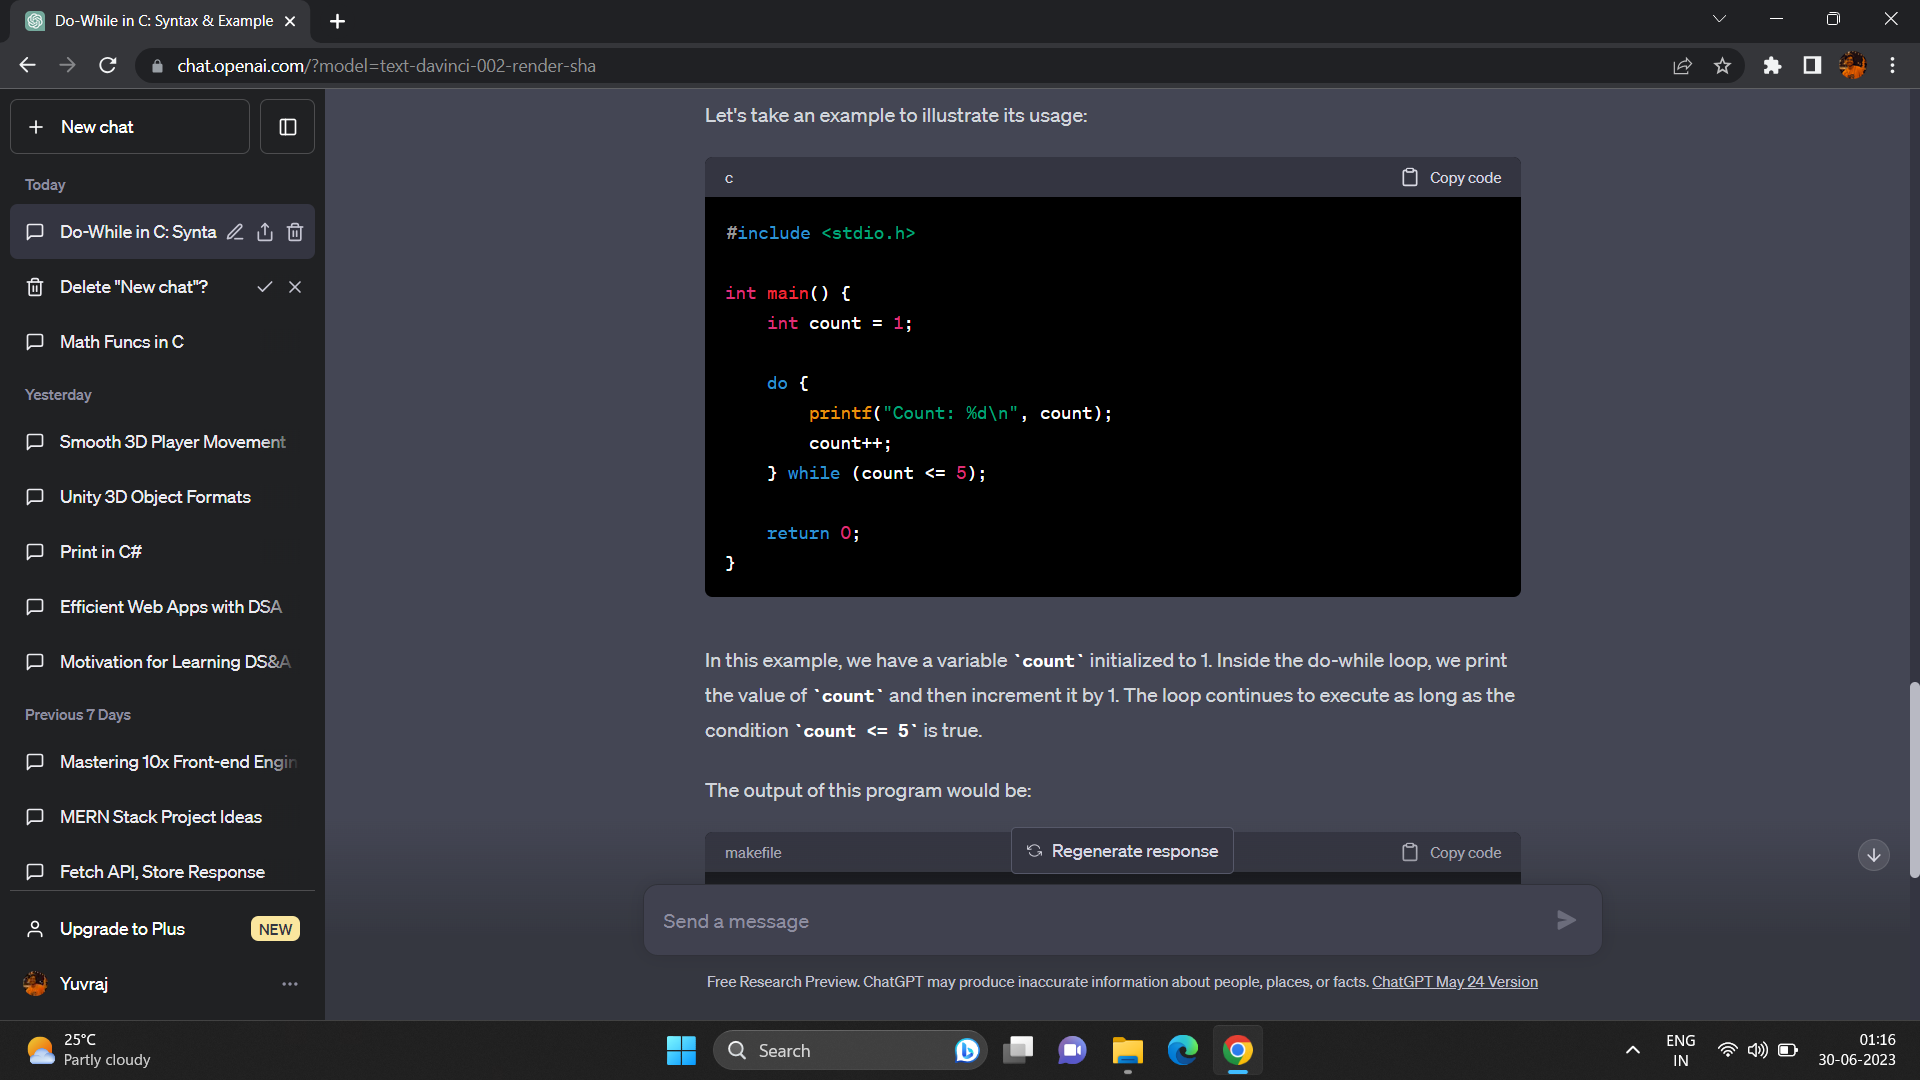 Do-While in C: Syntax & Example
chat.openai.com/?model=text-davinci-002-render-sha
New chat
Today
Do-While in C: Synta
Delete "New chat"?
Math Funcs in C
Yesterday
Smooth 3D Player Movement
Unity 3D Object Formats
Print in C#
Efficient Web Apps with DSA
Motivation for Learning DS&A
Previous 7 Days
Mastering 10x Front-end Engin
MERN Stack Project Ideas
Fetch API, Store Response
Upgrade to Plus NEW
Yuvraj
Let's take an example to illustrate its usage:
c Copy code
#include <stdio.h>
int main() {
    int count = 1;
    do {
        printf("Count: %d\n", count);
        count++;
    } while (count <= 5);
    return 0;
}
In this example, we have a variable `count` initialized to 1. Inside the do-while loop, we print
the value of `count` and then increment it by 1. The loop continues to execute as long as the
condition `count <= 5` is true.
The output of this program would be:
makefile Copy code
Regenerate response
Send a message
Free Research Preview. ChatGPT may produce inaccurate information about people, places, or facts. ChatGPT May 24 Version
25°C
Partly cloudy
Search
ENG
IN
01:16
30-06-2023